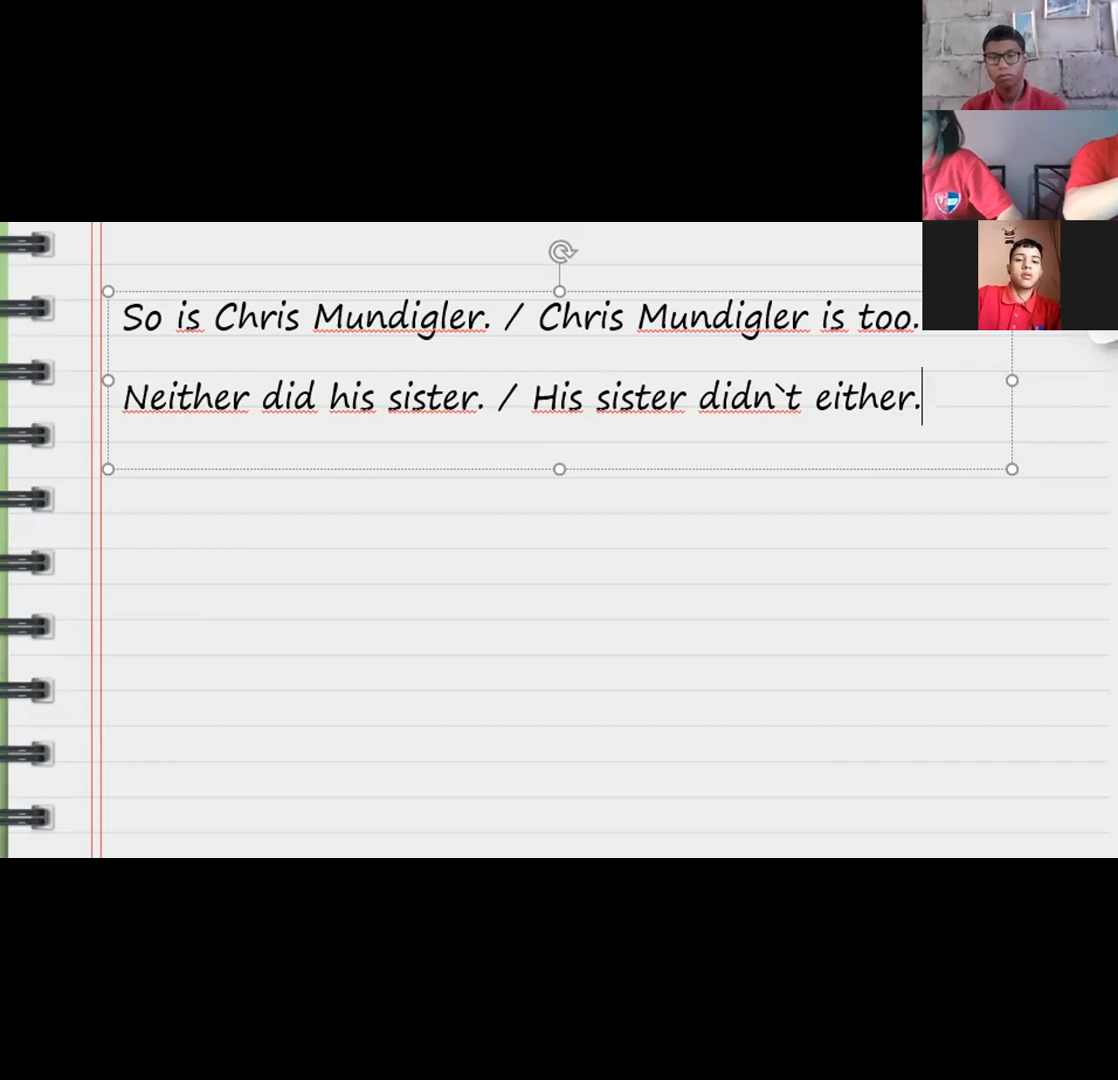 So is Chris Mundigler. / Chris Mundigler is too.
Neither did his sister. / His sister didn`t either.